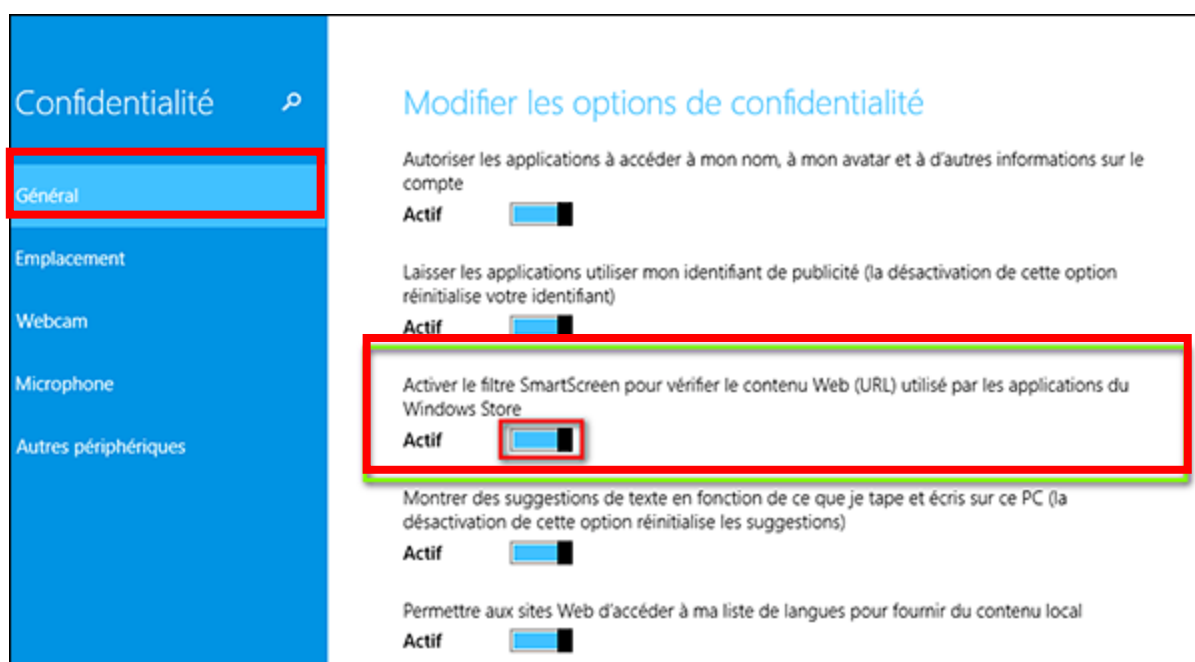 Confidentialité
Général
Emplacement
Webcam
Microphone
Autres périphériques
Modifier les options de confidentialité
Autoriser les applications à accéder à mon nom, à mon avatar et à d'autres informations sur le
compte
Actif
Laisser les applications utiliser mon identifiant de publicité (la désactivation de cette option
réinitialise votre identifiant)
Actif
Activer le filtre SmartScreen pour vérifier le contenu Web (URL) utilisé par les applications du
Windows Store
Actif
Montrer des suggestions de texte en fonction de ce que je tape et écris sur ce PC (la
désactivation de cette option réinitialise les suggestions)
Actif
Permettre aux sites Web d'accéder à ma liste de langues pour fournir du contenu local
Actif